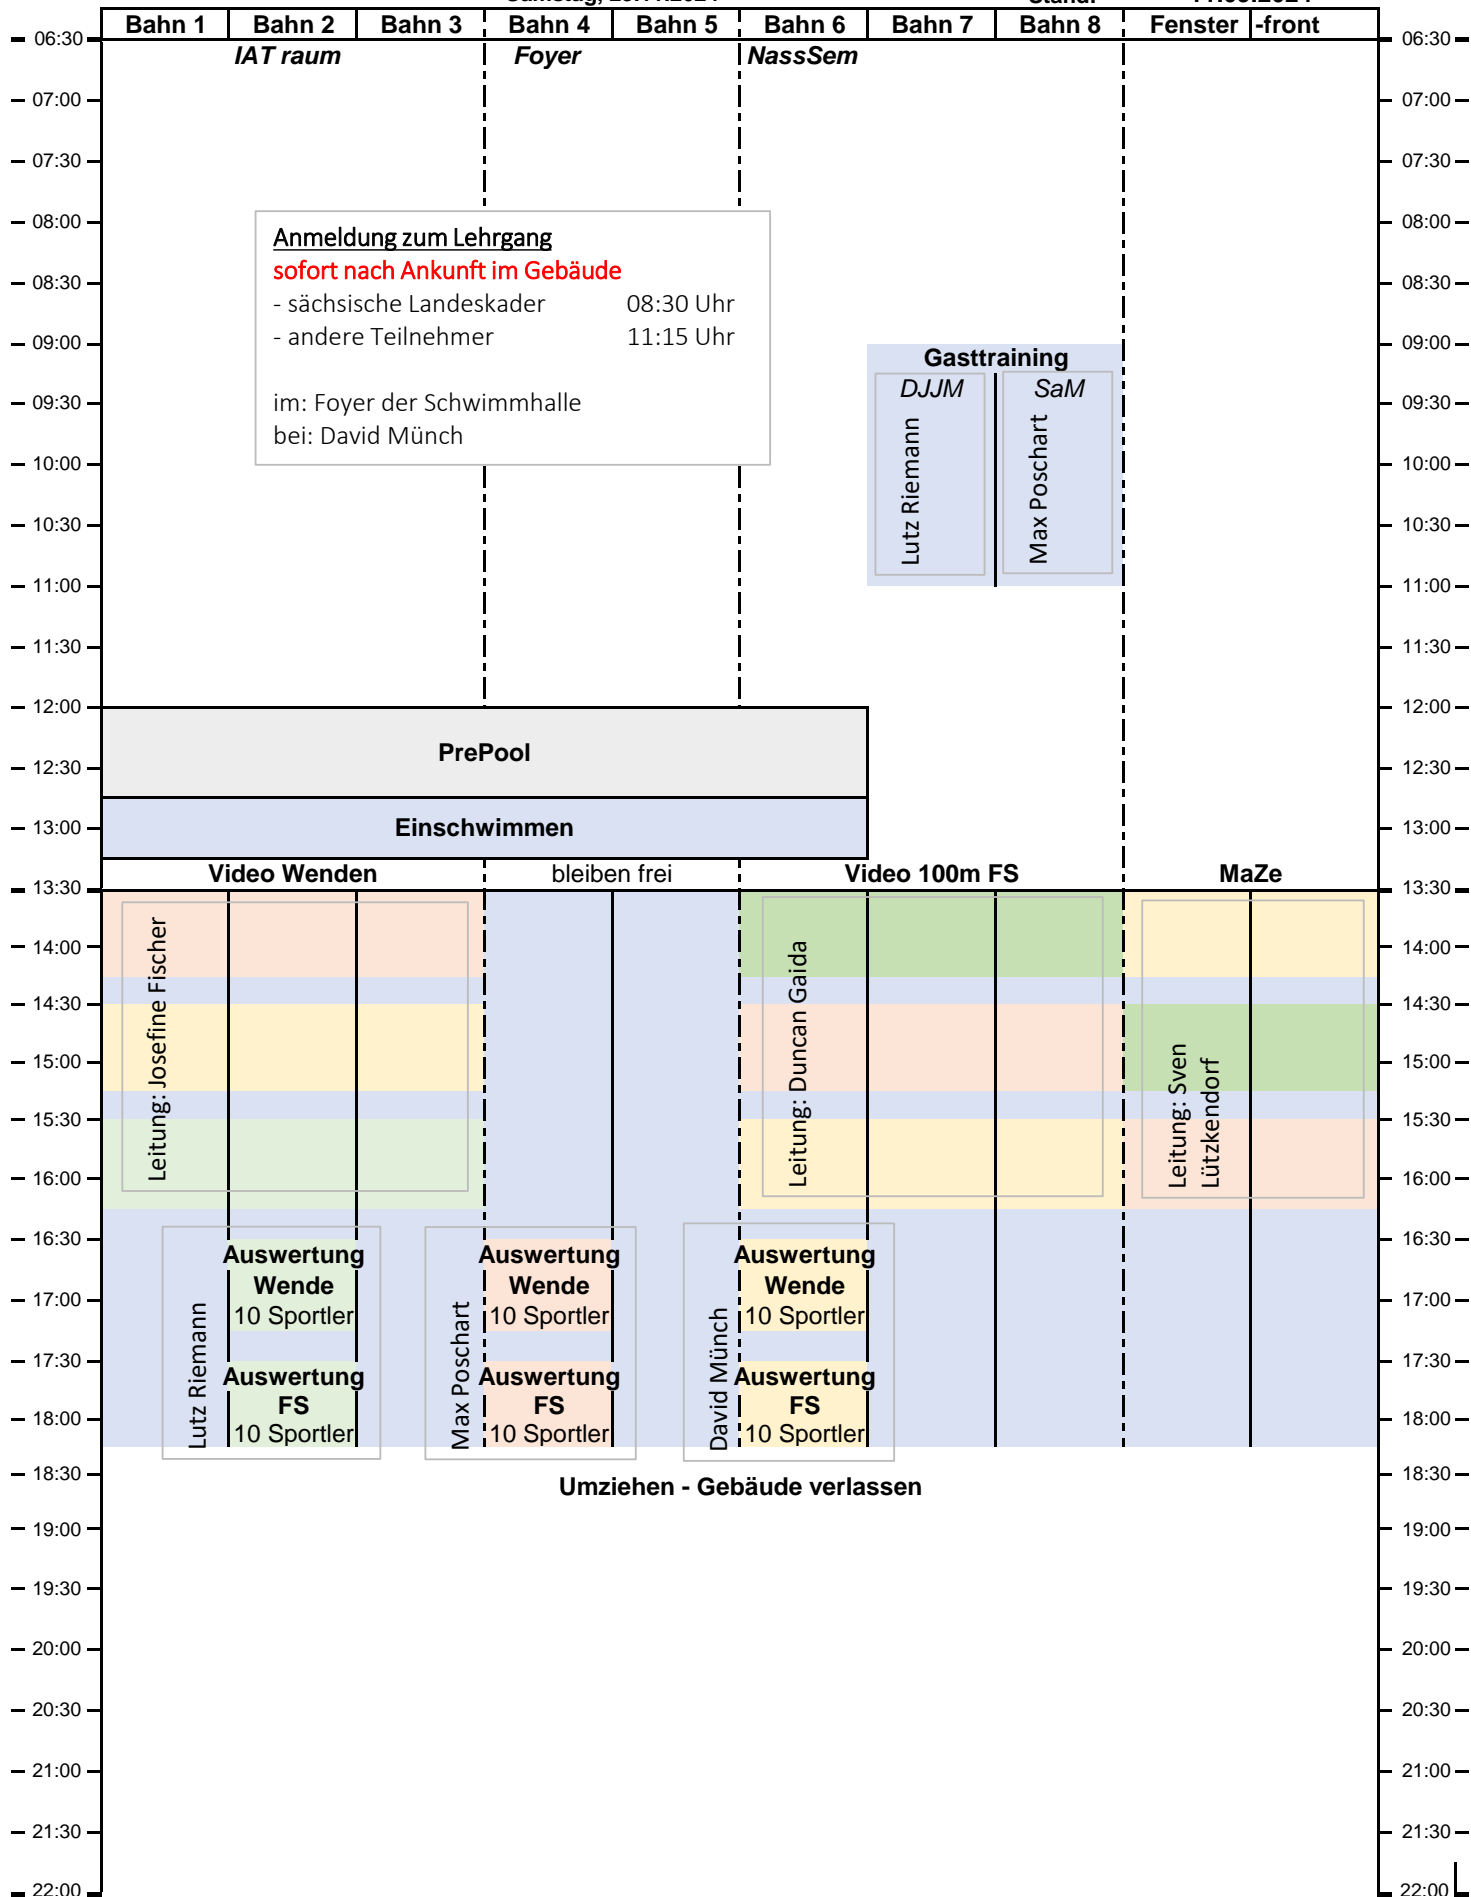 Bahn 1 Bahn 2 Bahn 3 Bahn 4 Bahn 5 Bahn 6 Bahn 7 Bahn 8 Fenster -front
06:30 06:30
IAT raum Foyer NassSem
07:00 07:00
07:30 07:30
08:00 08:00
Anmeldung zum Lehrgang
sofort nach Ankunft im Gebäude
08:30 08:30
- sächsische Landeskader 08:30 Uhr
- andere Teilnehmer 11:15 Uhr
09:00 09:00
Gasttraining
DJJM SaM
09:30 09:30
im: Foyer der Schwimmhalle
bei: David Münch
Lutz Riemann
Max Poschart
10:00 10:00
10:30 10:30
11:00 11:00
11:30 11:30
12:00 12:00
PrePool
12:30 12:30
13:00 Einschwimmen 13:00
Video Wenden bleiben frei Video 100m FS MaZe
13:30 13:30
Leitung: Josefine Fischer
Leitung: Duncan Gaida
Leitung: Sven
Lützkendorf
14:00 14:00
14:30 14:30
15:00 15:00
15:30 15:30
16:00 16:00
16:30 16:30
Auswertung Auswertung Auswertung
Wende Wende Wende
17:00 17:00
10 Sportler 10 Sportler 10 Sportler
Lutz Riemann
Max Poschart
David Münch
17:30 17:30
Auswertung Auswertung Auswertung
FS FS FS
18:00 18:00
10 Sportler 10 Sportler 10 Sportler
18:30 18:30
Umziehen - Gebäude verlassen
19:00 19:00
19:30 19:30
20:00 20:00
20:30 20:30
21:00 21:00
21:30 21:30
22:00 22:00